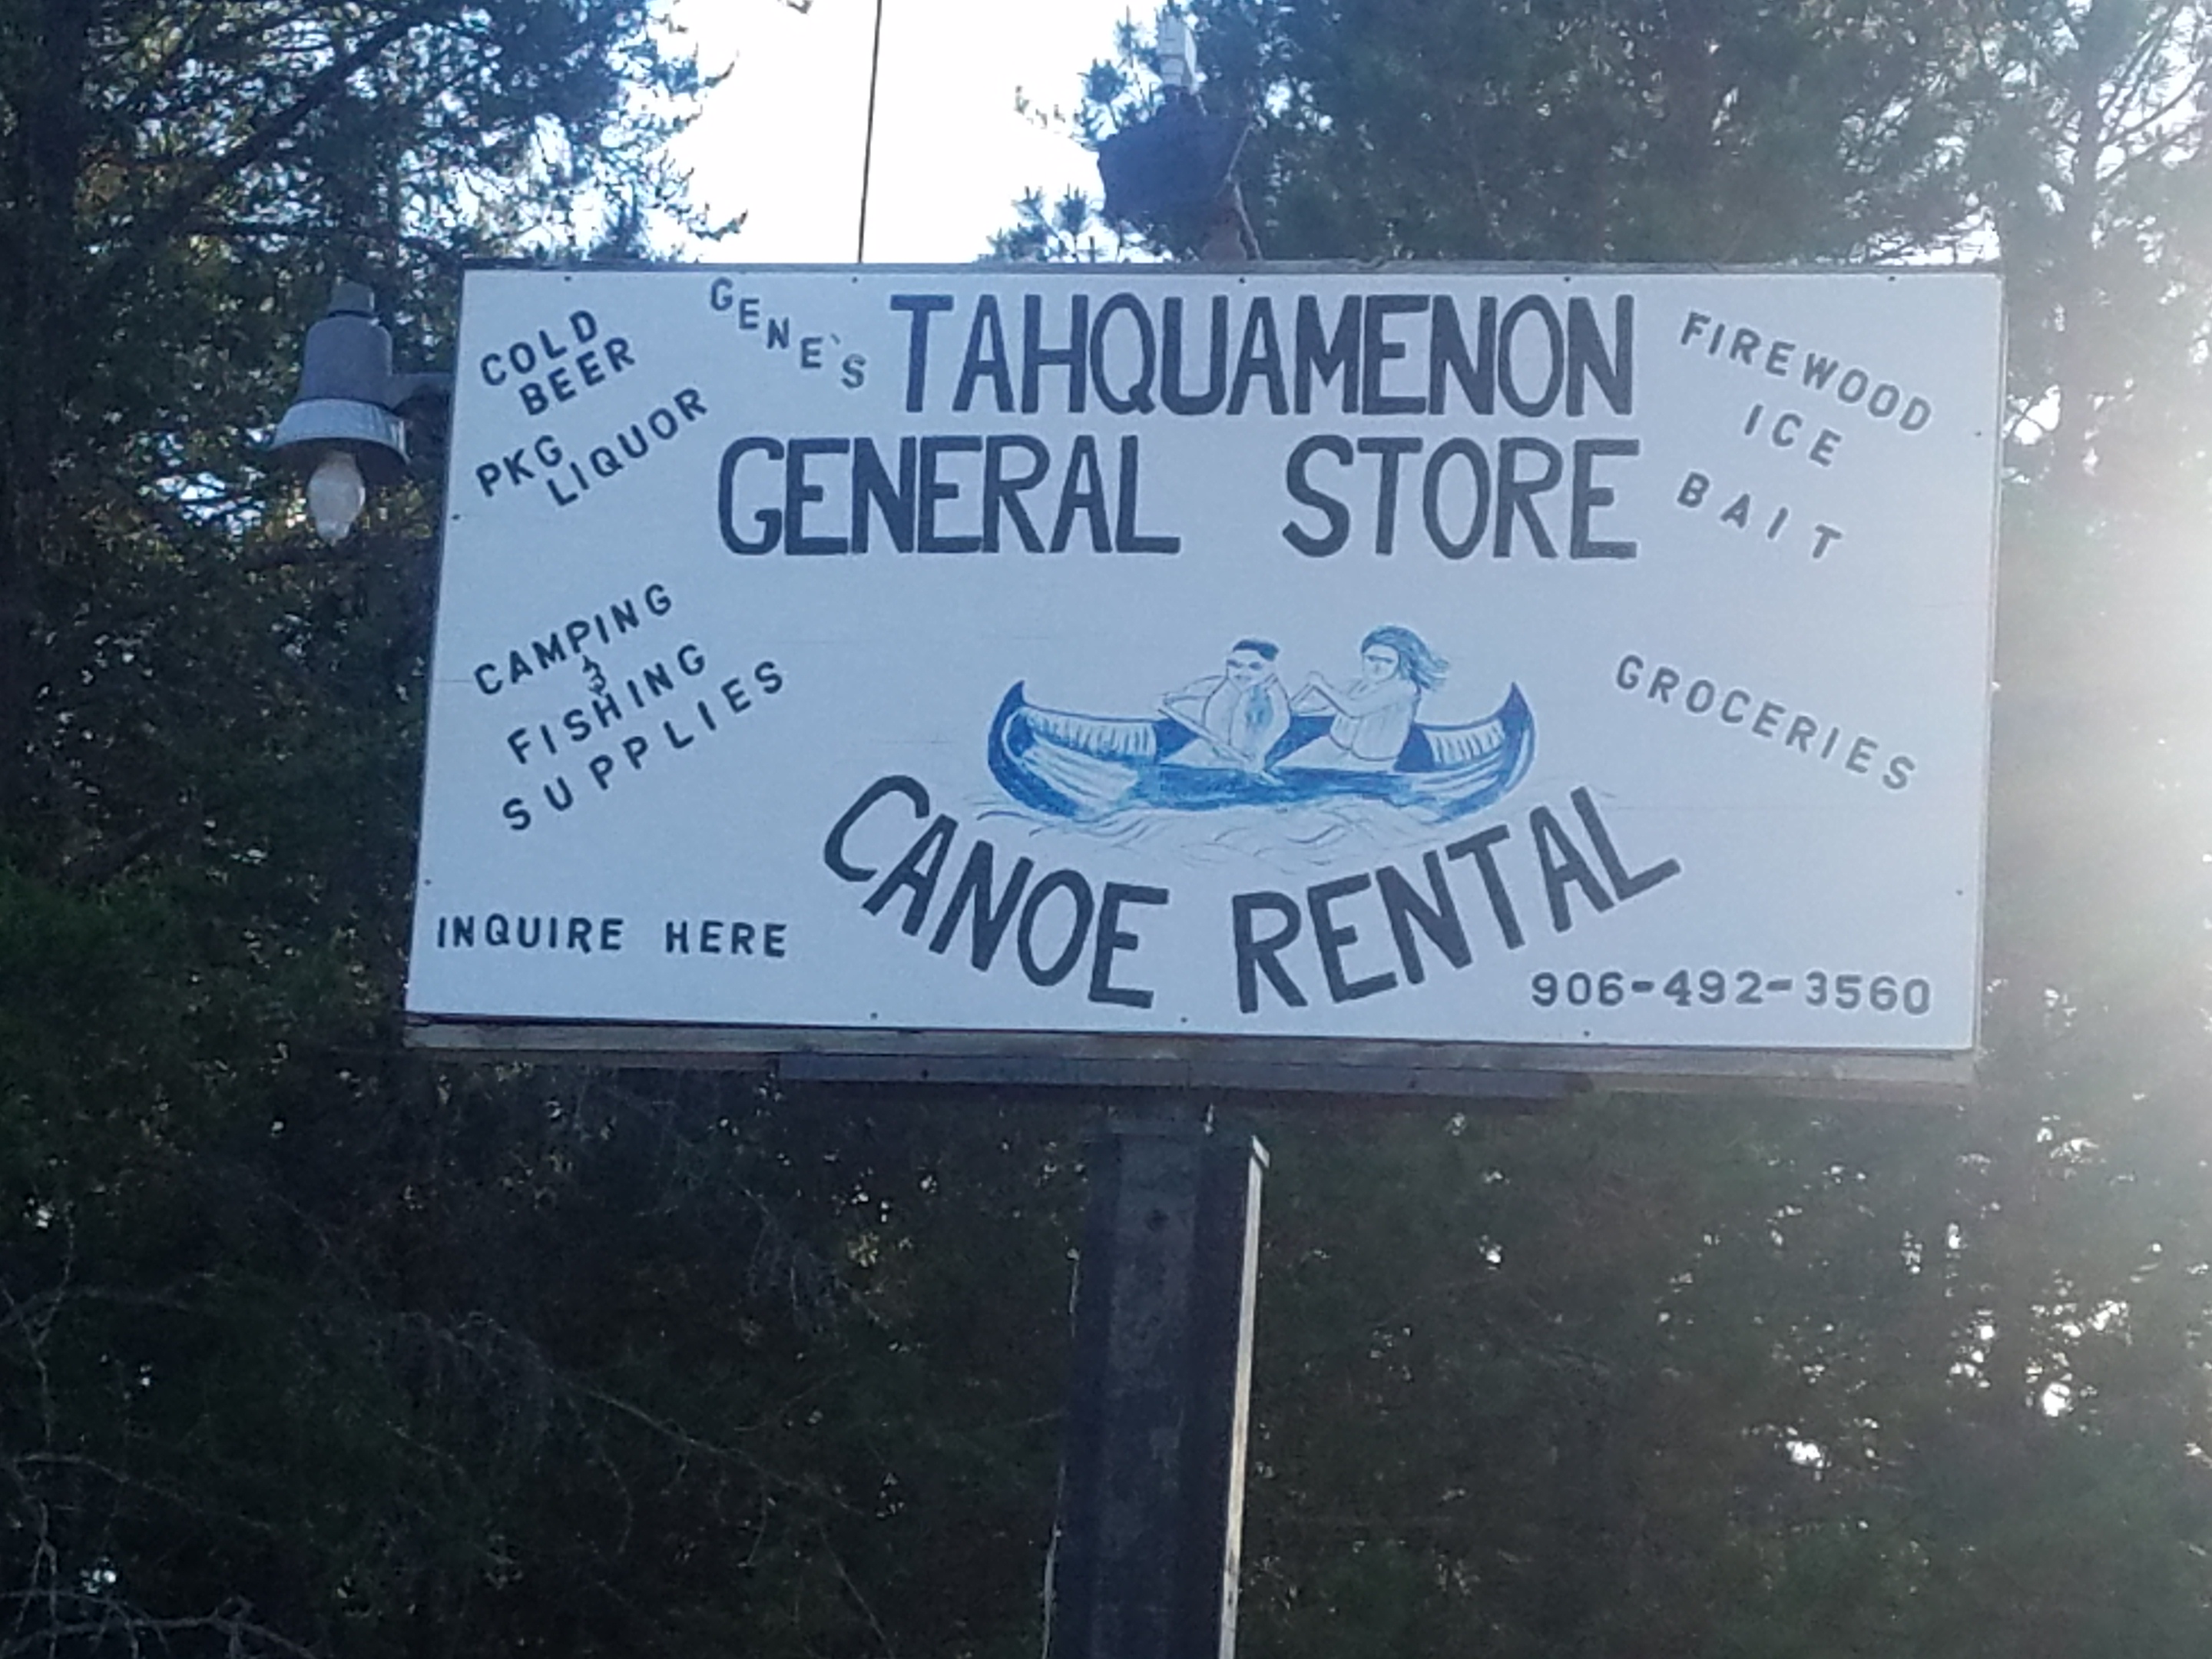 GENE'S TAHQUAMENON
GENERAL STORE
COLD
BEER
PKG
LIQUOR
CAMPING
&
FISHING
SUPPLIES
FIREWOOD
ICE
BAIT
GROCERIES
CANOE RENTAL
INQUIRE HERE
906-492-3560